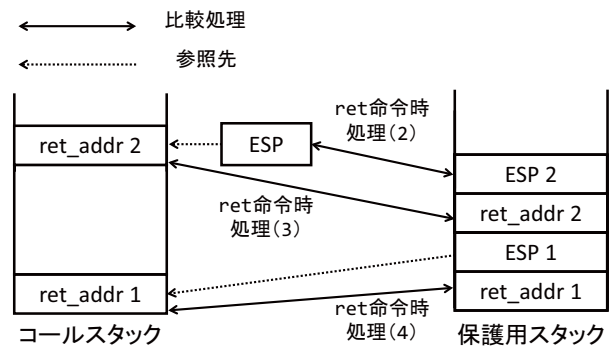 比較処理
参照先
ret命令時
処理(2)
ret_addr 2
ESP
ESP 2
ret命令時
処理(3)
ret_addr 2
ESP 1
ret_addr 1
ret命令時
処理(4)
ret_addr 1
コールスタック
保護用スタック